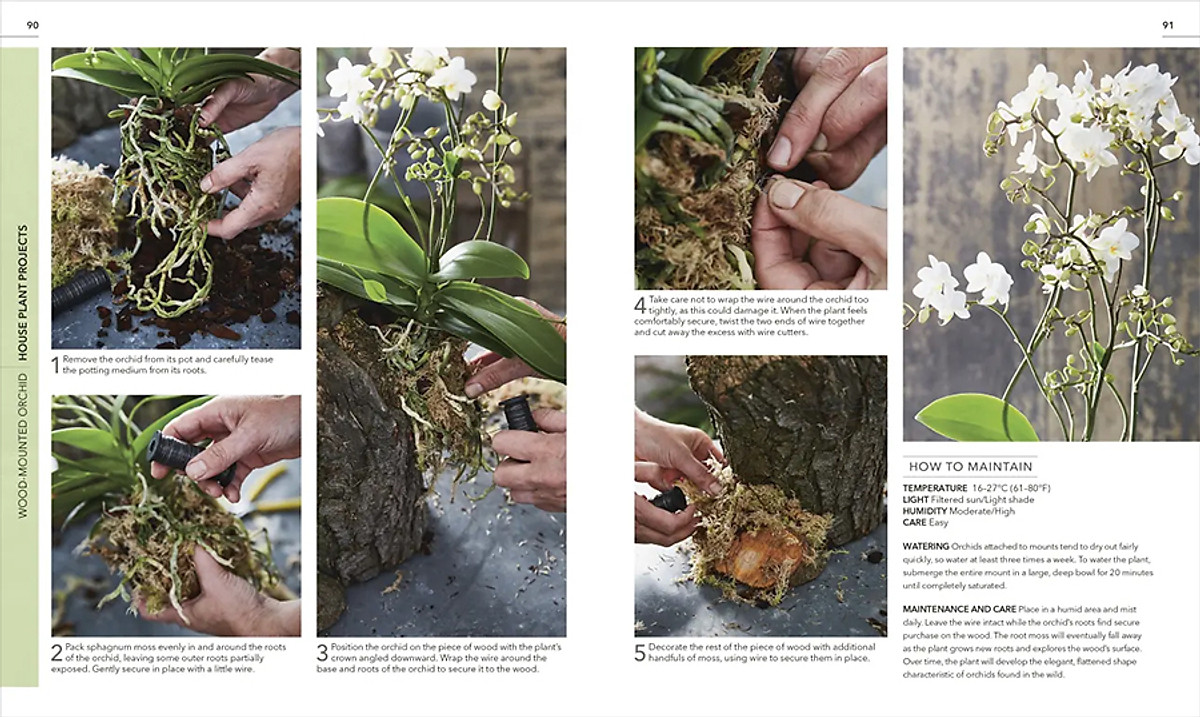 90
91
WOOD-MOUNTED ORCHID HOUSE PLANT PROJECTS
1 Remove the orchid from its pot and carefully tease
the potting medium from its roots.
2 Pack sphagnum moss evenly in and around the roots
of the orchid, leaving some outer roots partially
exposed. Gently secure in place with a little wire.
3 Position the orchid on the piece of wood with the plant's
crown angled downward. Wrap the wire around the
base and roots of the orchid to secure it to the wood.
4 Take care not to wrap the wire around the orchid too
tightly, as this could damage it. When the plant feels
comfortably secure, twist the two ends of wire together
and cut away the excess with wire cutters.
5 Decorate the rest of the piece of wood with additional
handfuls of moss, using wire to secure them in place.
HOW TO MAINTAIN
TEMPERATURE 16–27°C (61–80°F)
LIGHT Filtered sun/Light shade
HUMIDITY Moderate/High
CARE Easy
WATERING Orchids attached to mounts tend to dry out fairly
quickly, so water at least three times a week. To water the plant,
submerge the entire mount in a large, deep bowl for 20 minutes
until completely saturated.
MAINTENANCE AND CARE Place in a humid area and mist
daily. Leave the wire intact while the orchid's roots find secure
purchase on the wood. The root moss will eventually fall away
as the plant grows new roots and explores the wood's surface.
Over time, the plant will develop the elegant, flattened shape
characteristic of orchids found in the wild.